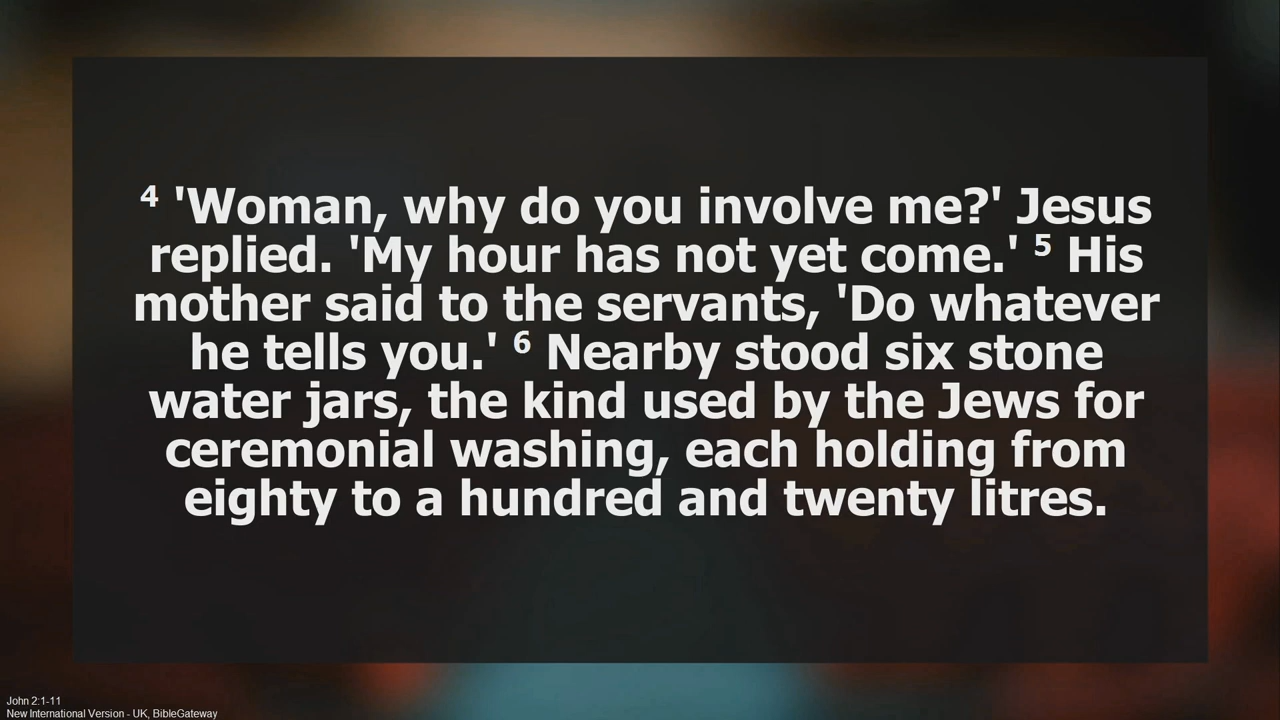 4 'Woman, why do you involve me?' Jesus
replied. 'My hour has not yet come.' 5 His
mother said to the servants, 'Do whatever
he tells you.' 6 Nearby stood six stone
water jars, the kind used by the Jews for
ceremonial washing, each holding from
eighty to a hundred and twenty litres.
John 2:1-11
New International Version - UK, BibleGateway